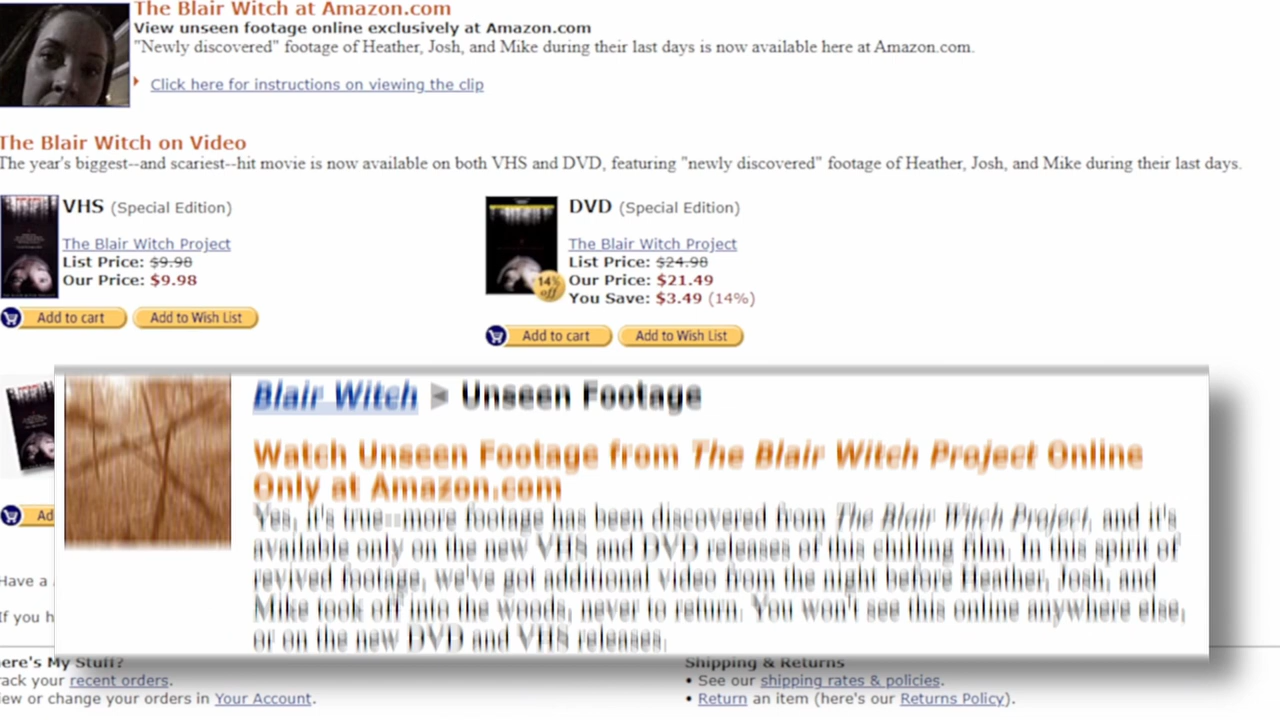 The Blair Witch at Amazon.com
View unseen footage online exclusively at Amazon.com
"Newly discovered" footage of Heather, Josh, and Mike during their last days is now available here at Amazon.com.
Click here for instructions on viewing the clip
The Blair Witch on Video
The year's biggest--and scariest--hit movie is now available on both VHS and DVD, featuring "newly discovered" footage of Heather, Josh, and Mike during their last days.
VHS (Special Edition)
The Blair Witch Project
List Price: $9.98
Our Price: $9.98
Add to cart Add to Wish List
DVD (Special Edition)
The Blair Witch Project
List Price: $24.98
14% off
Our Price: $21.49
You Save: $3.49 (14%)
Add to cart Add to Wish List
Blair Witch > Unseen Footage
Watch Unseen Footage from The Blair Witch Project Online
Only at Amazon.com
Yes, it's true--more footage has been discovered from The Blair Witch Project, and it's
available only on the new VHS and DVD releases of this chilling film. In this spirit of
revived footage, we've got additional video from the night before Heather, Josh, and
Mike took off into the woods, never to return. You won't see this online anywhere else,
or on the new DVD and VHS releases.
Ad
Have a
If you h
ere's My Stuff?
rack your recent orders.
iew or change your orders in Your Account.
Shipping & Returns
• See our shipping rates & policies.
• Return an item (here's our Returns Policy).